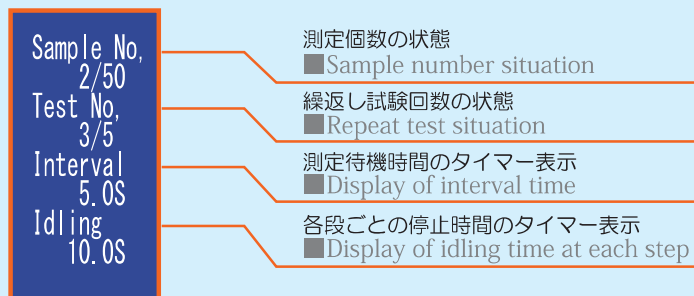 Sample No,
2/50
Test No,
3/5
Interval
5.0S
Idling
10.0S
測定個数の状態
■Sample number situation
繰返し試験回数の状態
■Repeat test situation
測定待機時間のタイマー表示
■Display of interval time
各段ごとの停止時間のタイマー表示
■Display of idling time at each step